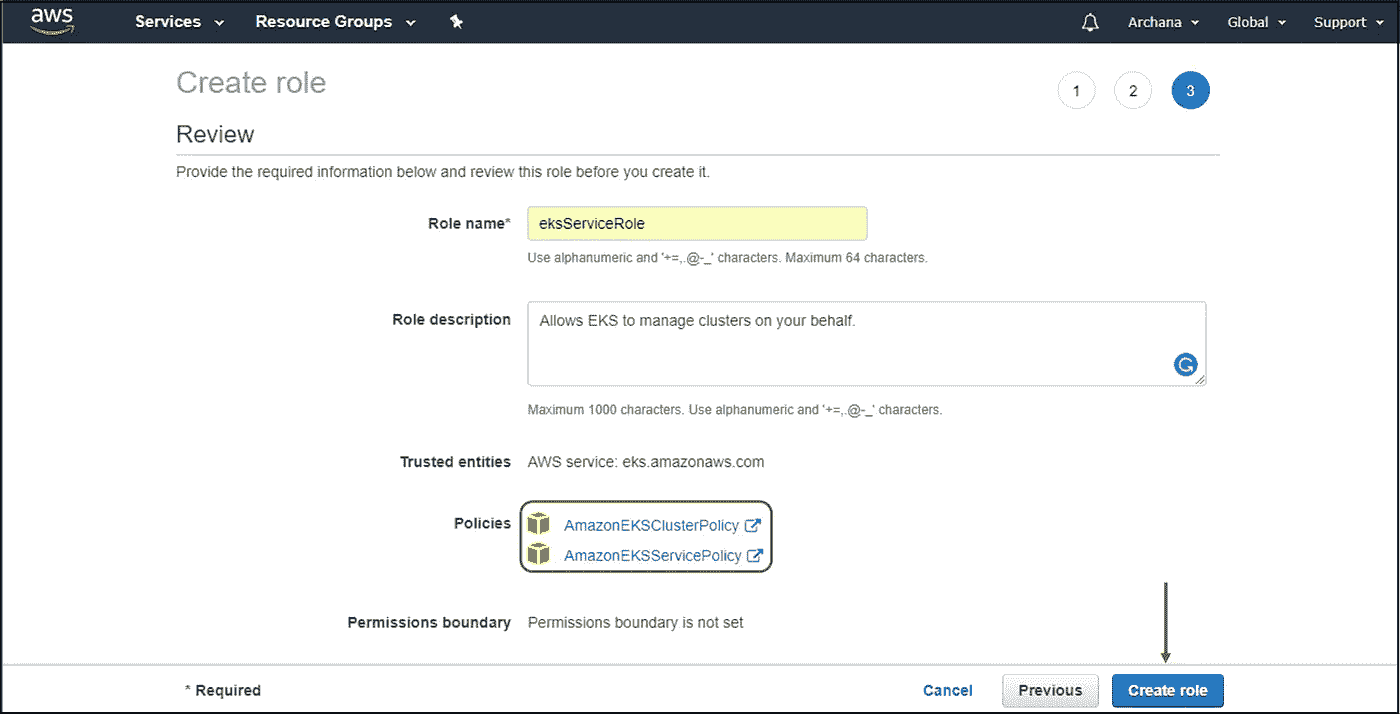 aws Services Resource Groups Archana Global Support
Create role 1 2 3
Review
Provide the required information below and review this role before you create it.
Role name* eksServiceRole
Use alphanumeric and '+=,.@-_' characters. Maximum 64 characters.
Role description Allows EKS to manage clusters on your behalf.
G
Maximum 1000 characters. Use alphanumeric and '+=,.@-_' characters.
Trusted entities AWS service: eks.amazonaws.com
Policies AmazonEKSClusterPolicy
AmazonEKSServicePolicy
Permissions boundary Permissions boundary is not set
* Required Cancel Previous Create role